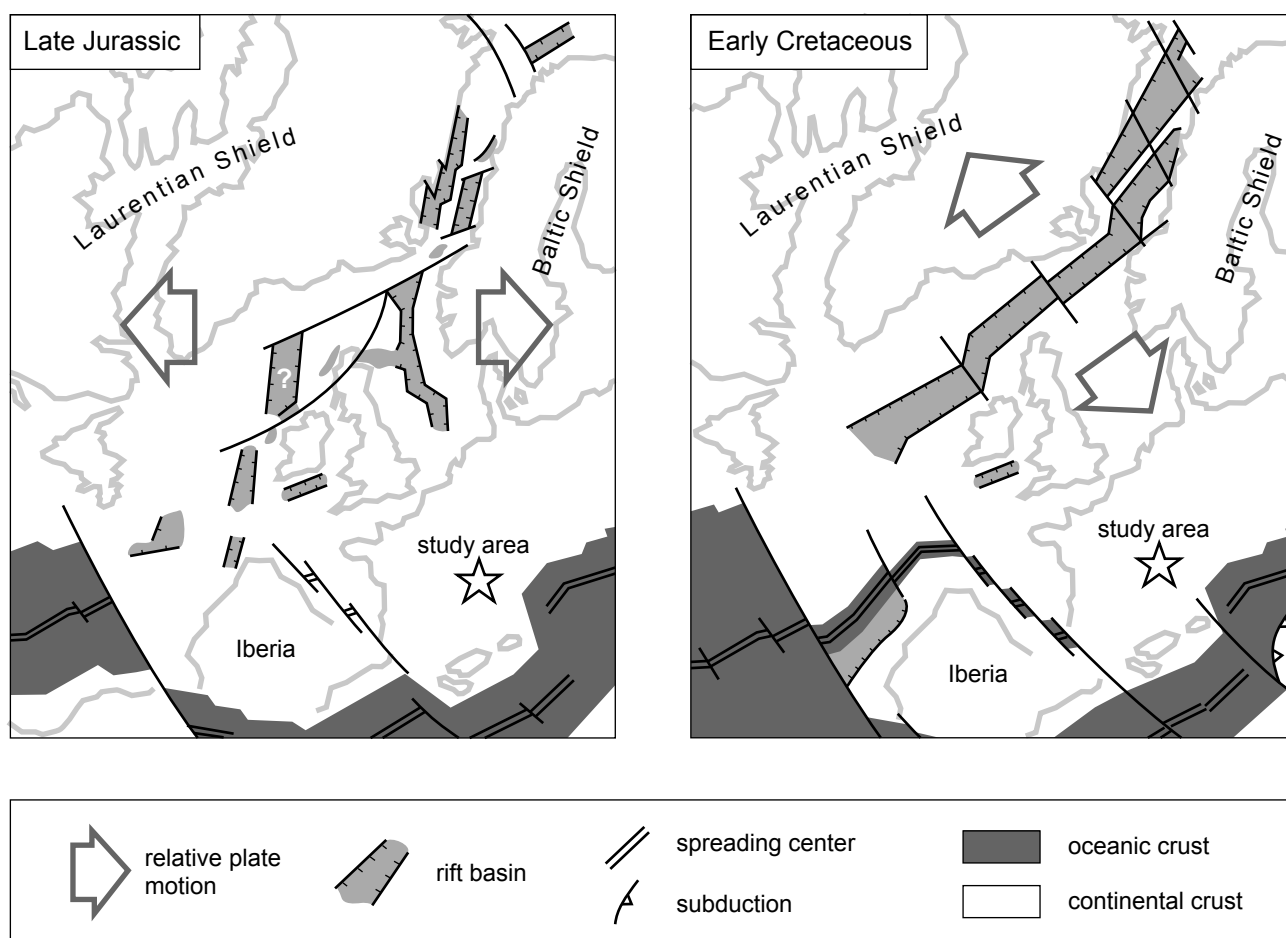 Late Jurassic
Laurentian Shield
Baltic Shield
?
study area
Iberia
Early Cretaceous
Laurentian Shield
Baltic Shield
study area
Iberia
relative plate
motion
rift basin
spreading center
subduction
oceanic crust
continental crust